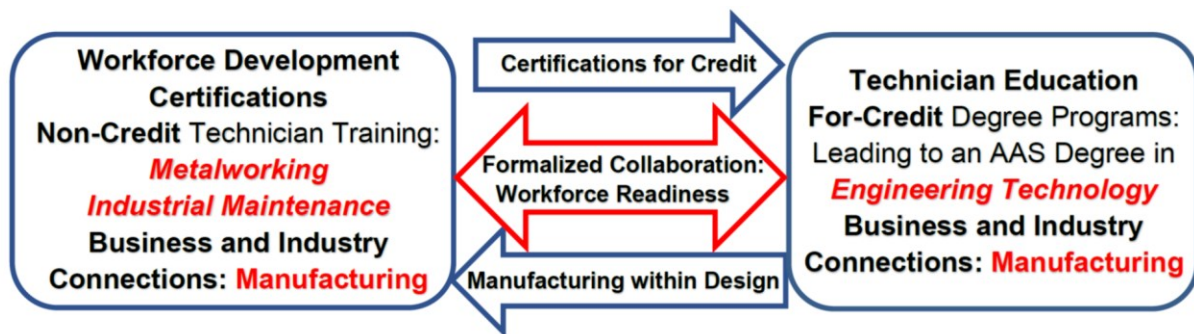 Workforce Development
Certifications
Non-Credit Technician Training:
Metalworking
Industrial Maintenance
Business and Industry
Connections: Manufacturing
Certifications for Credit
Formalized Collaboration:
Workforce Readiness
Manufacturing within Design
Technician Education
For-Credit Degree Programs:
Leading to an AAS Degree in
Engineering Technology
Business and Industry
Connections: Manufacturing